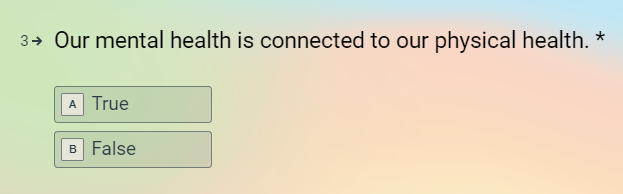 3→ Our mental health is connected to our physical health. *
A True
B False